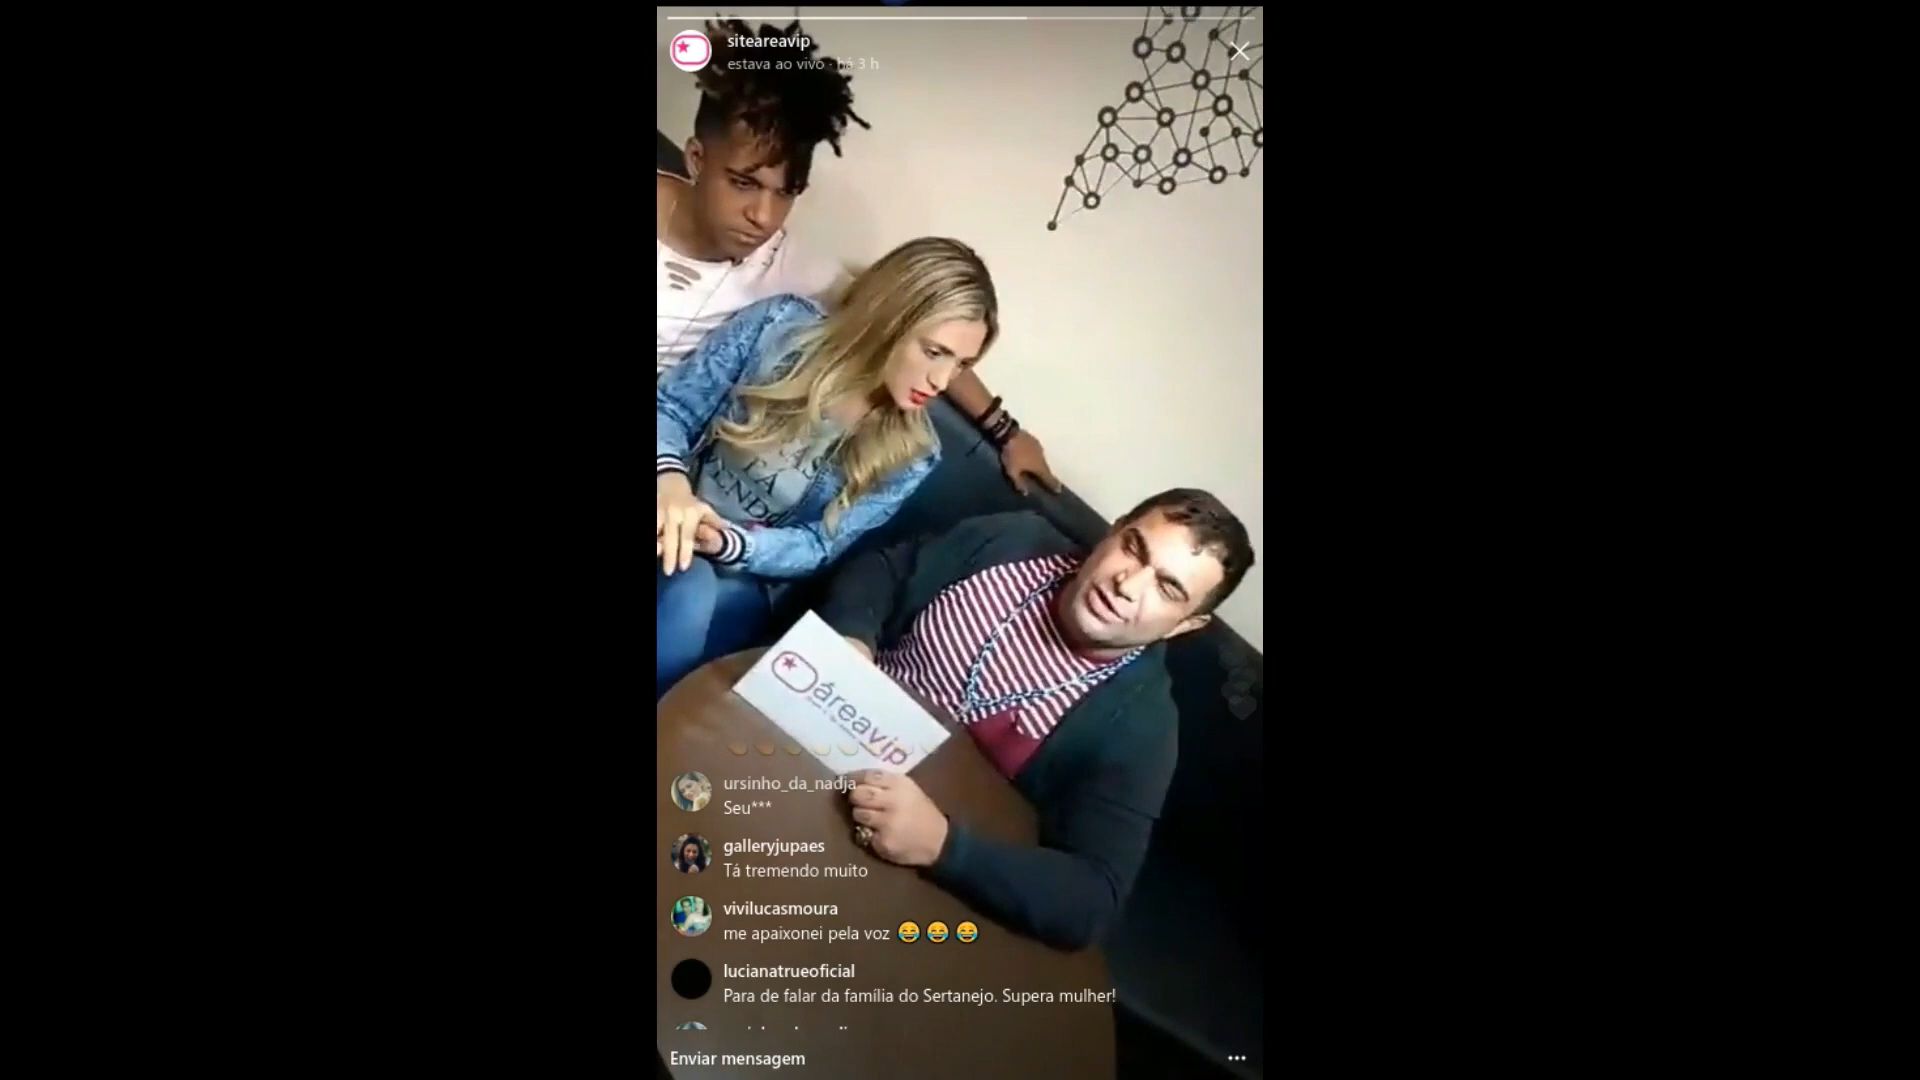 siteareavip
estava ao vivo · há 3 h
áreavip
ursinho_da_nadja
Seu***
galleryjupaes
Tá tremendo muito
vivilucasmoura
me apaixonei pela voz 😂 😂 😂
lucianatrueoficial
Para de falar da família do Sertanejo. Supera mulher!
Enviar mensagem